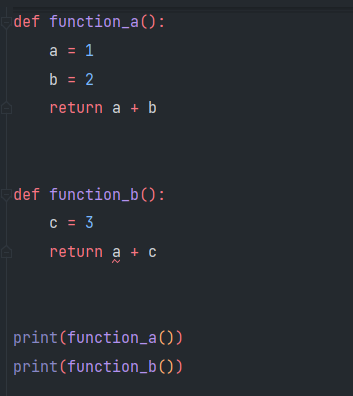 def function_a():
    a = 1
    b = 2
    return a + b
def function_b():
    c = 3
    return a + c
print(function_a())
print(function_b())